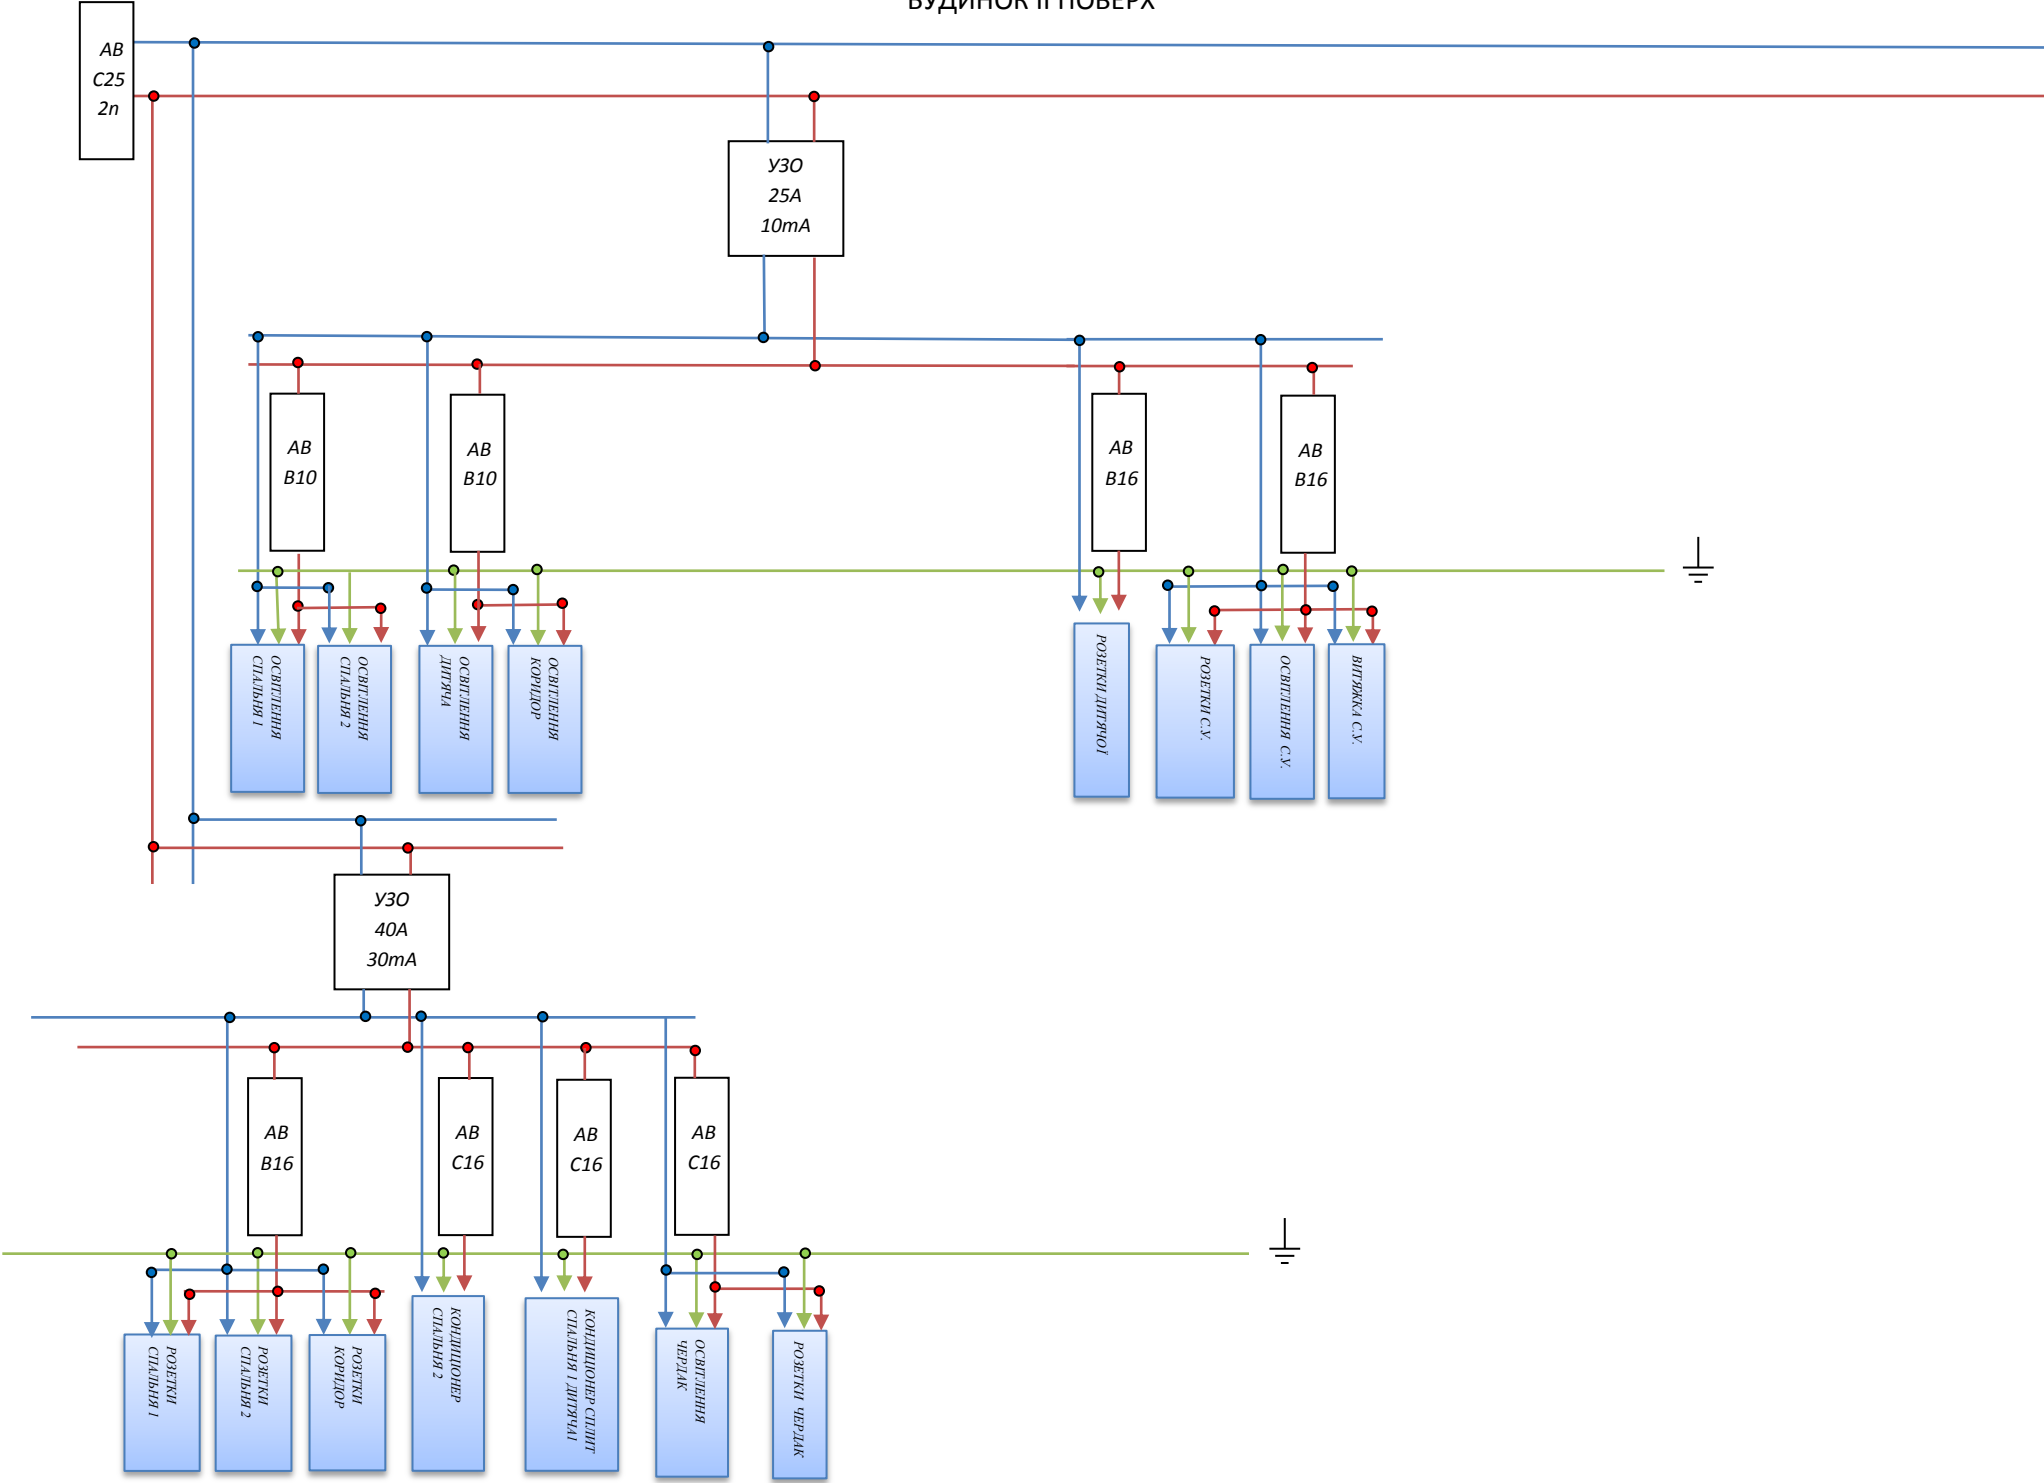 БУДИНОК ІІ ПОВЕРХ
АВ
С25
2п
УЗО
25А
10mA
АВ
В10
АВ
В10
АВ
В16
АВ
В16
ОСВІТЛЕННЯ
СПАЛЬНЯ 1
ОСВІТЛЕННЯ
СПАЛЬНЯ 2
ОСВІТЛЕННЯ
ДИТЯЧА
ОСВІТЛЕННЯ
КОРИДОР
РОЗЕТКИ ДИТЯЧОЇ
РОЗЕТКИ С.У.
ОСВІТЛЕННЯ С.У.
ВИТЯЖКА С.У.
УЗО
40А
30mA
АВ
В16
АВ
С16
АВ
С16
АВ
С16
РОЗЕТКИ
СПАЛЬНЯ 1
РОЗЕТКИ
СПАЛЬНЯ 2
РОЗЕТКИ
КОРИДОР
КОНДИЦІОНЕР
СПАЛЬНЯ 2
КОНДИЦІОНЕР СПЛИТ
СПАЛЬНЯ 1 ДИТЯЧА1
ОСВІТЛЕННЯ
ЧЕРДАК
РОЗЕТКИ ЧЕРДАК